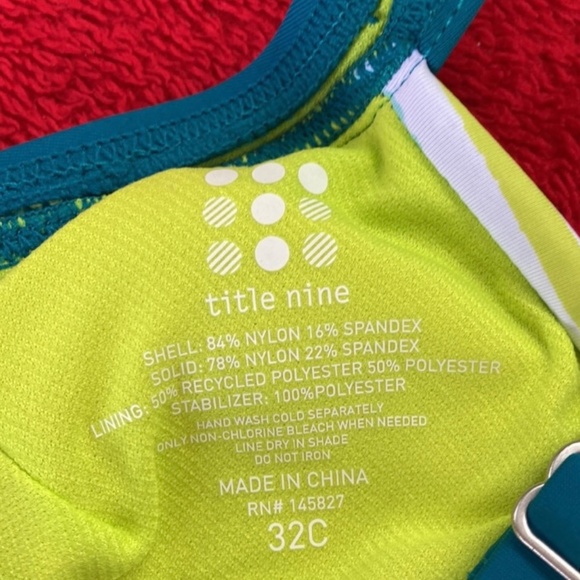 title nine
SHELL: 84% NYLON 16% SPANDEX
SOLID: 78% NYLON 22% SPANDEX
LINING: 50% RECYCLED POLYESTER 50% POLYESTER
STABILIZER: 100%POLYESTER
HAND WASH COLD SEPARATELY
ONLY NON-CHLORINE BLEACH WHEN NEEDED
LINE DRY IN SHADE
DO NOT IRON
MADE IN CHINA
RN# 145827
32C